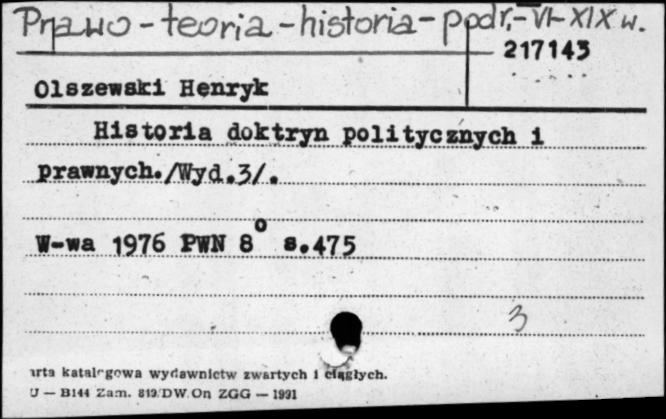 Prawo - teoria - historia - podr, - VI - XIX w.
217143
Olszewski Henryk
Historia doktryn politycznych i
prawnych./Wyd.3/.
W-wa 1976 PWN 8° s.475
3
arta katalogowa wydawnictw zwartych i ciągłych.
U — B144 Zam. 819/DW.On ZGG — 1991